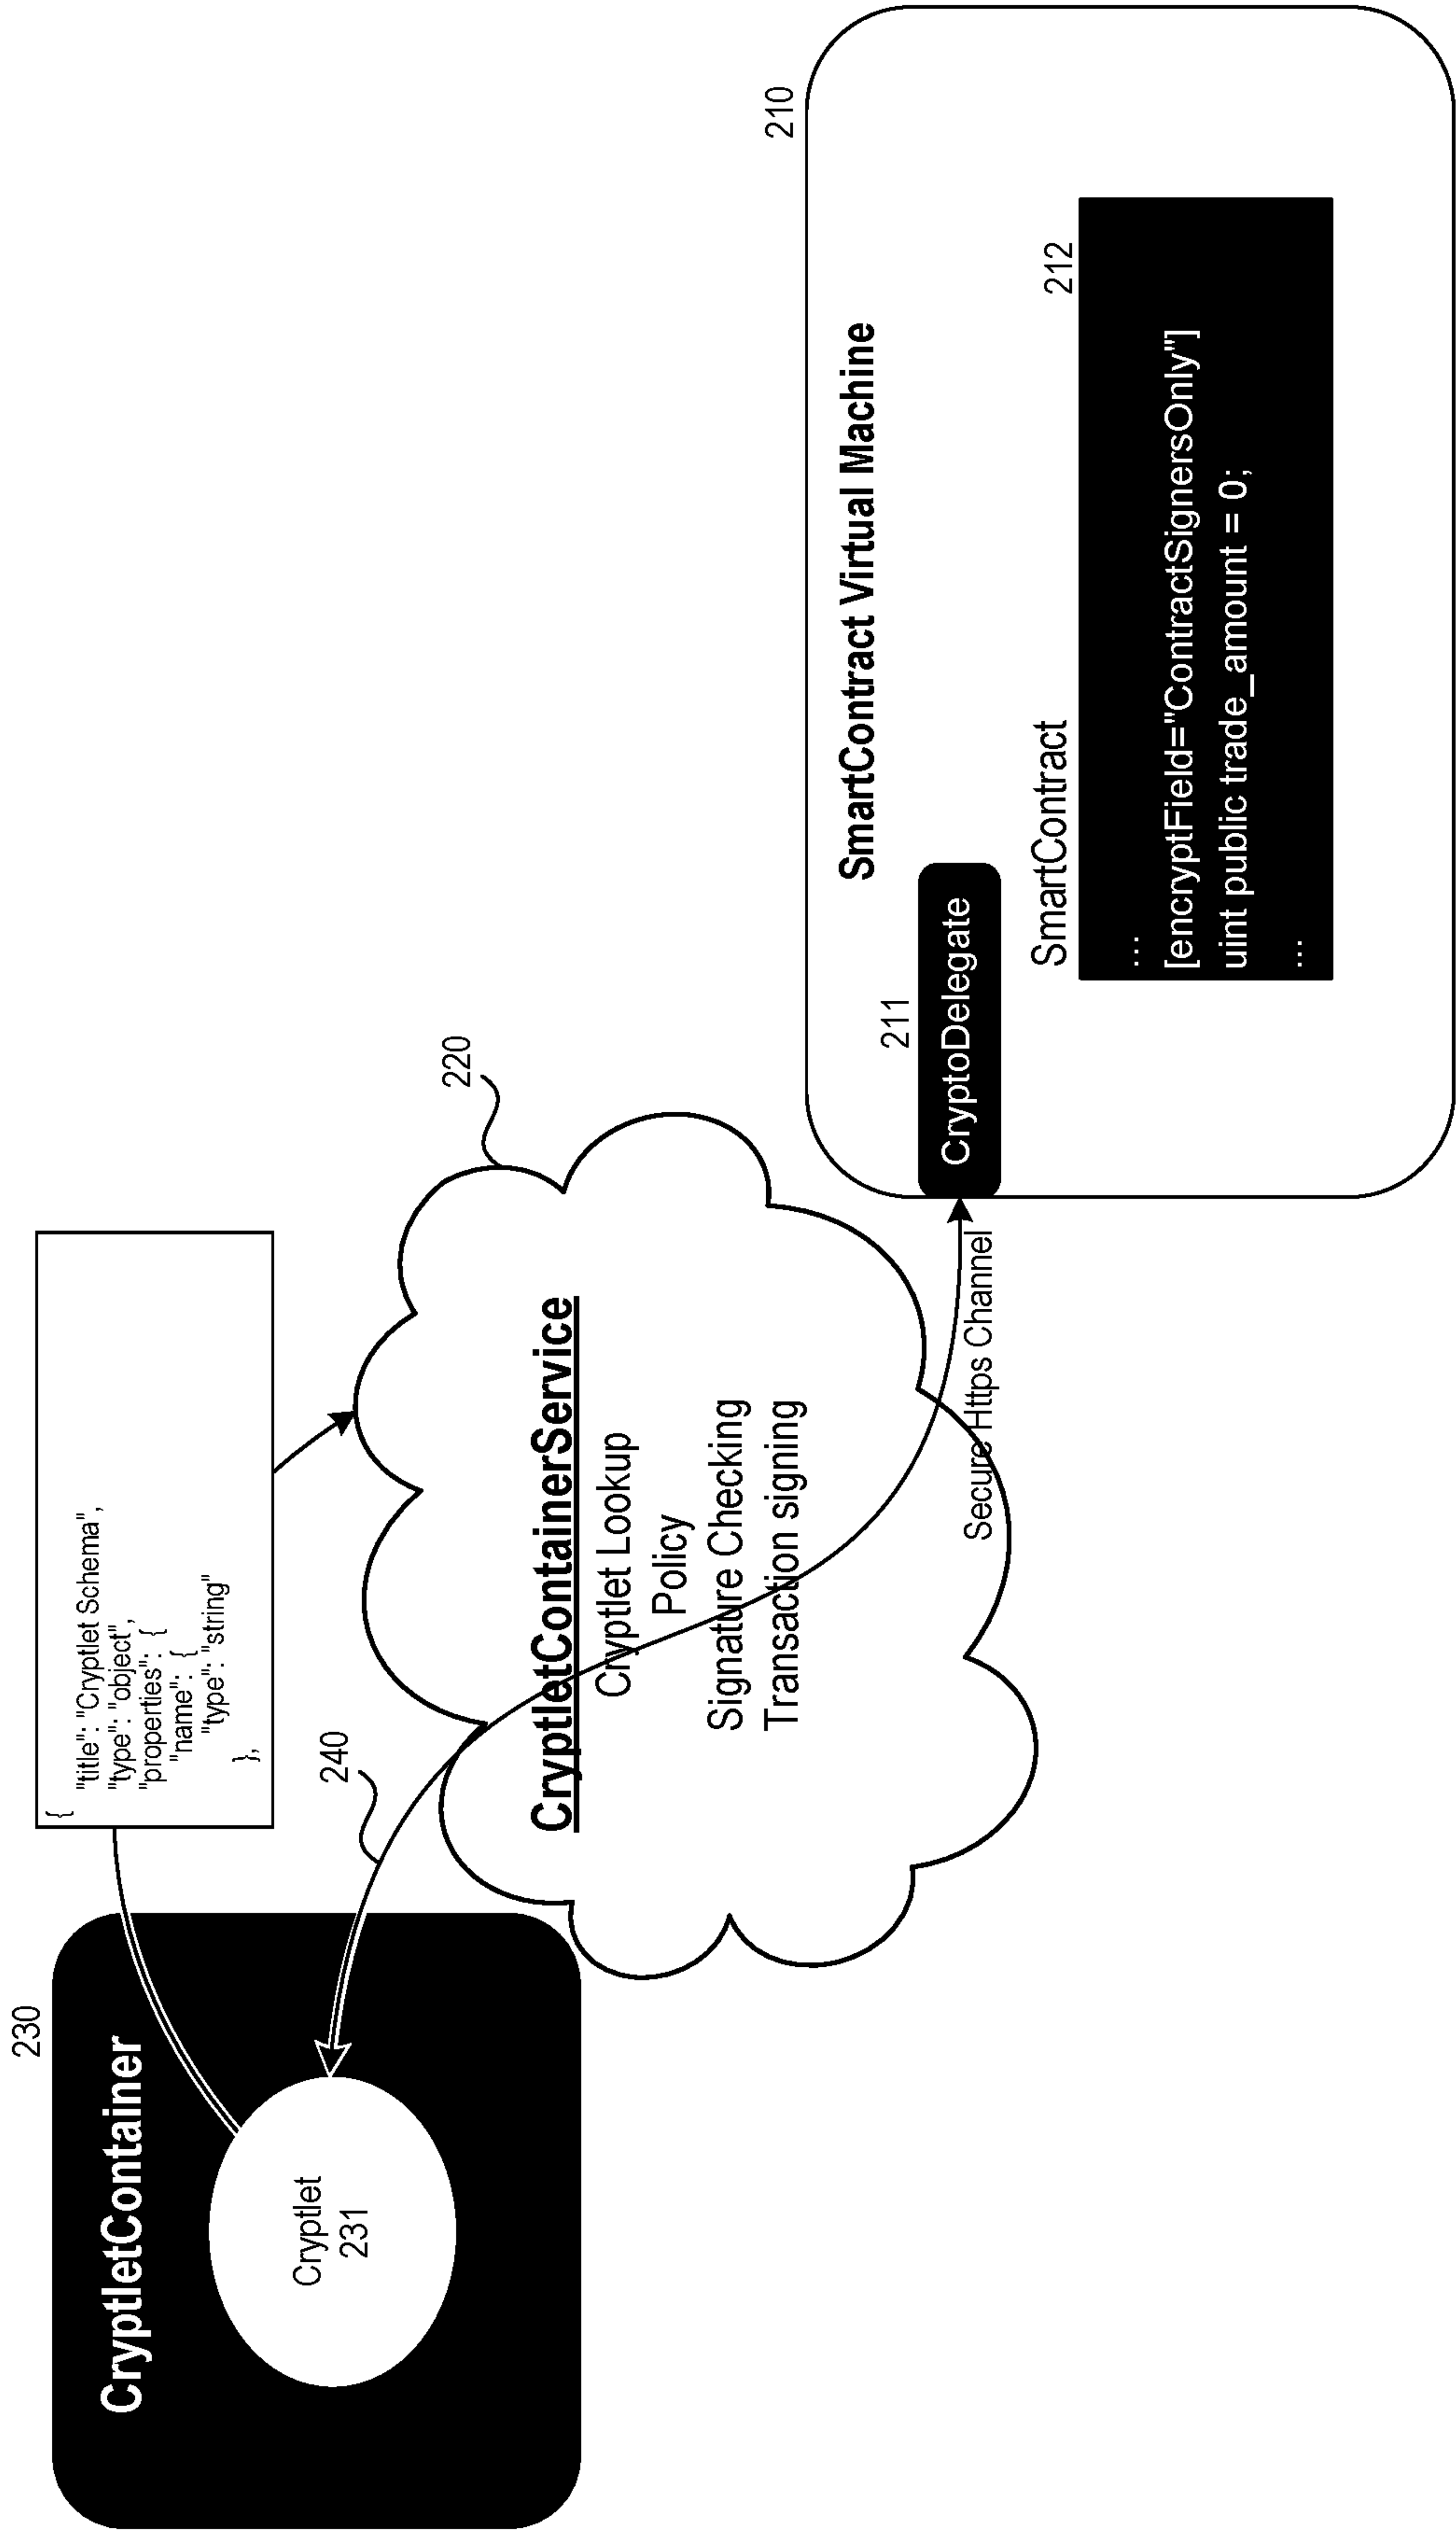 230
CryptletContainer
Cryptlet
231
{
"title": "Cryptlet Schema",
"type": "object",
"properties": {
"name": {
"type": "string"
},
240
220
CryptletContainerService
Cryptlet Lookup
Policy
Signature Checking
Transaction signing
Secure Https Channel
210
SmartContract Virtual Machine
211
CryptoDelegate
SmartContract
212
...
[encryptField="ContractSignersOnly"]
uint public trade_amount = 0;
...